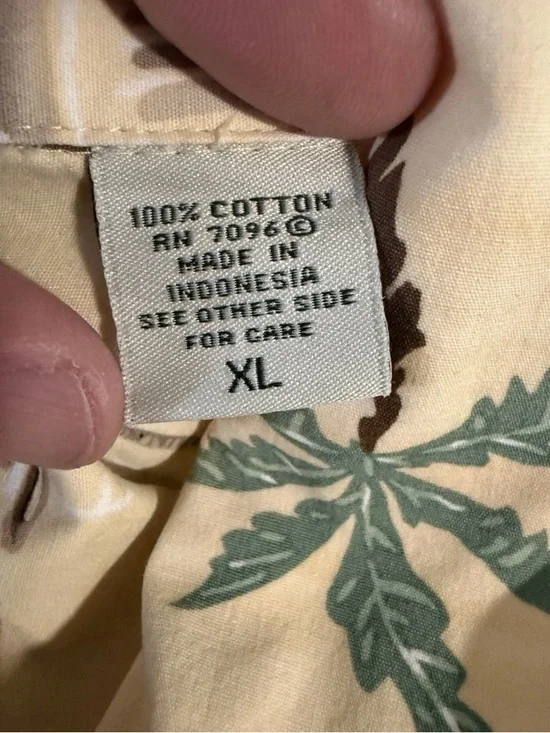 100% COTTON
RN 7096©
MADE IN
INDONESIA
SEE OTHER SIDE
FOR CARE
XL